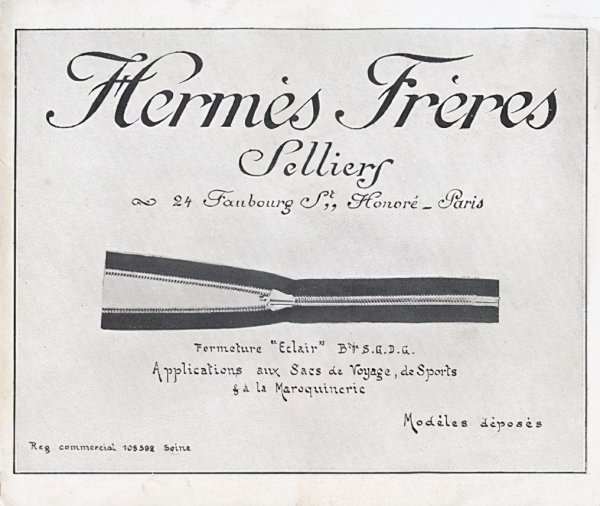 Hermès Frères
Selliers
24 Faubourg St, Honoré - Paris
Fermeture "Eclair" Bté S.G.D.G.
Applications aux Sacs de Voyage, de Sports
& à la Maroquinerie
Modèles déposés
Reg commercial 108592 Seine